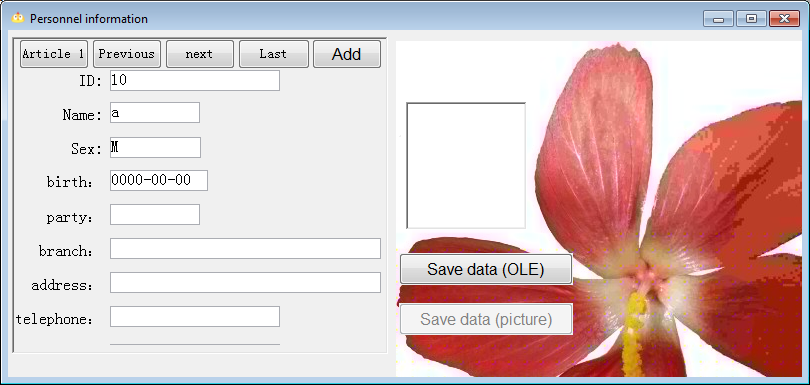 Personnel information
Article 1 Previous next Last Add
ID: 10
Name: a
Sex: M
birth: 0000-00-00
party:
branch:
address:
telephone:
Save data (OLE)
Save data (picture)